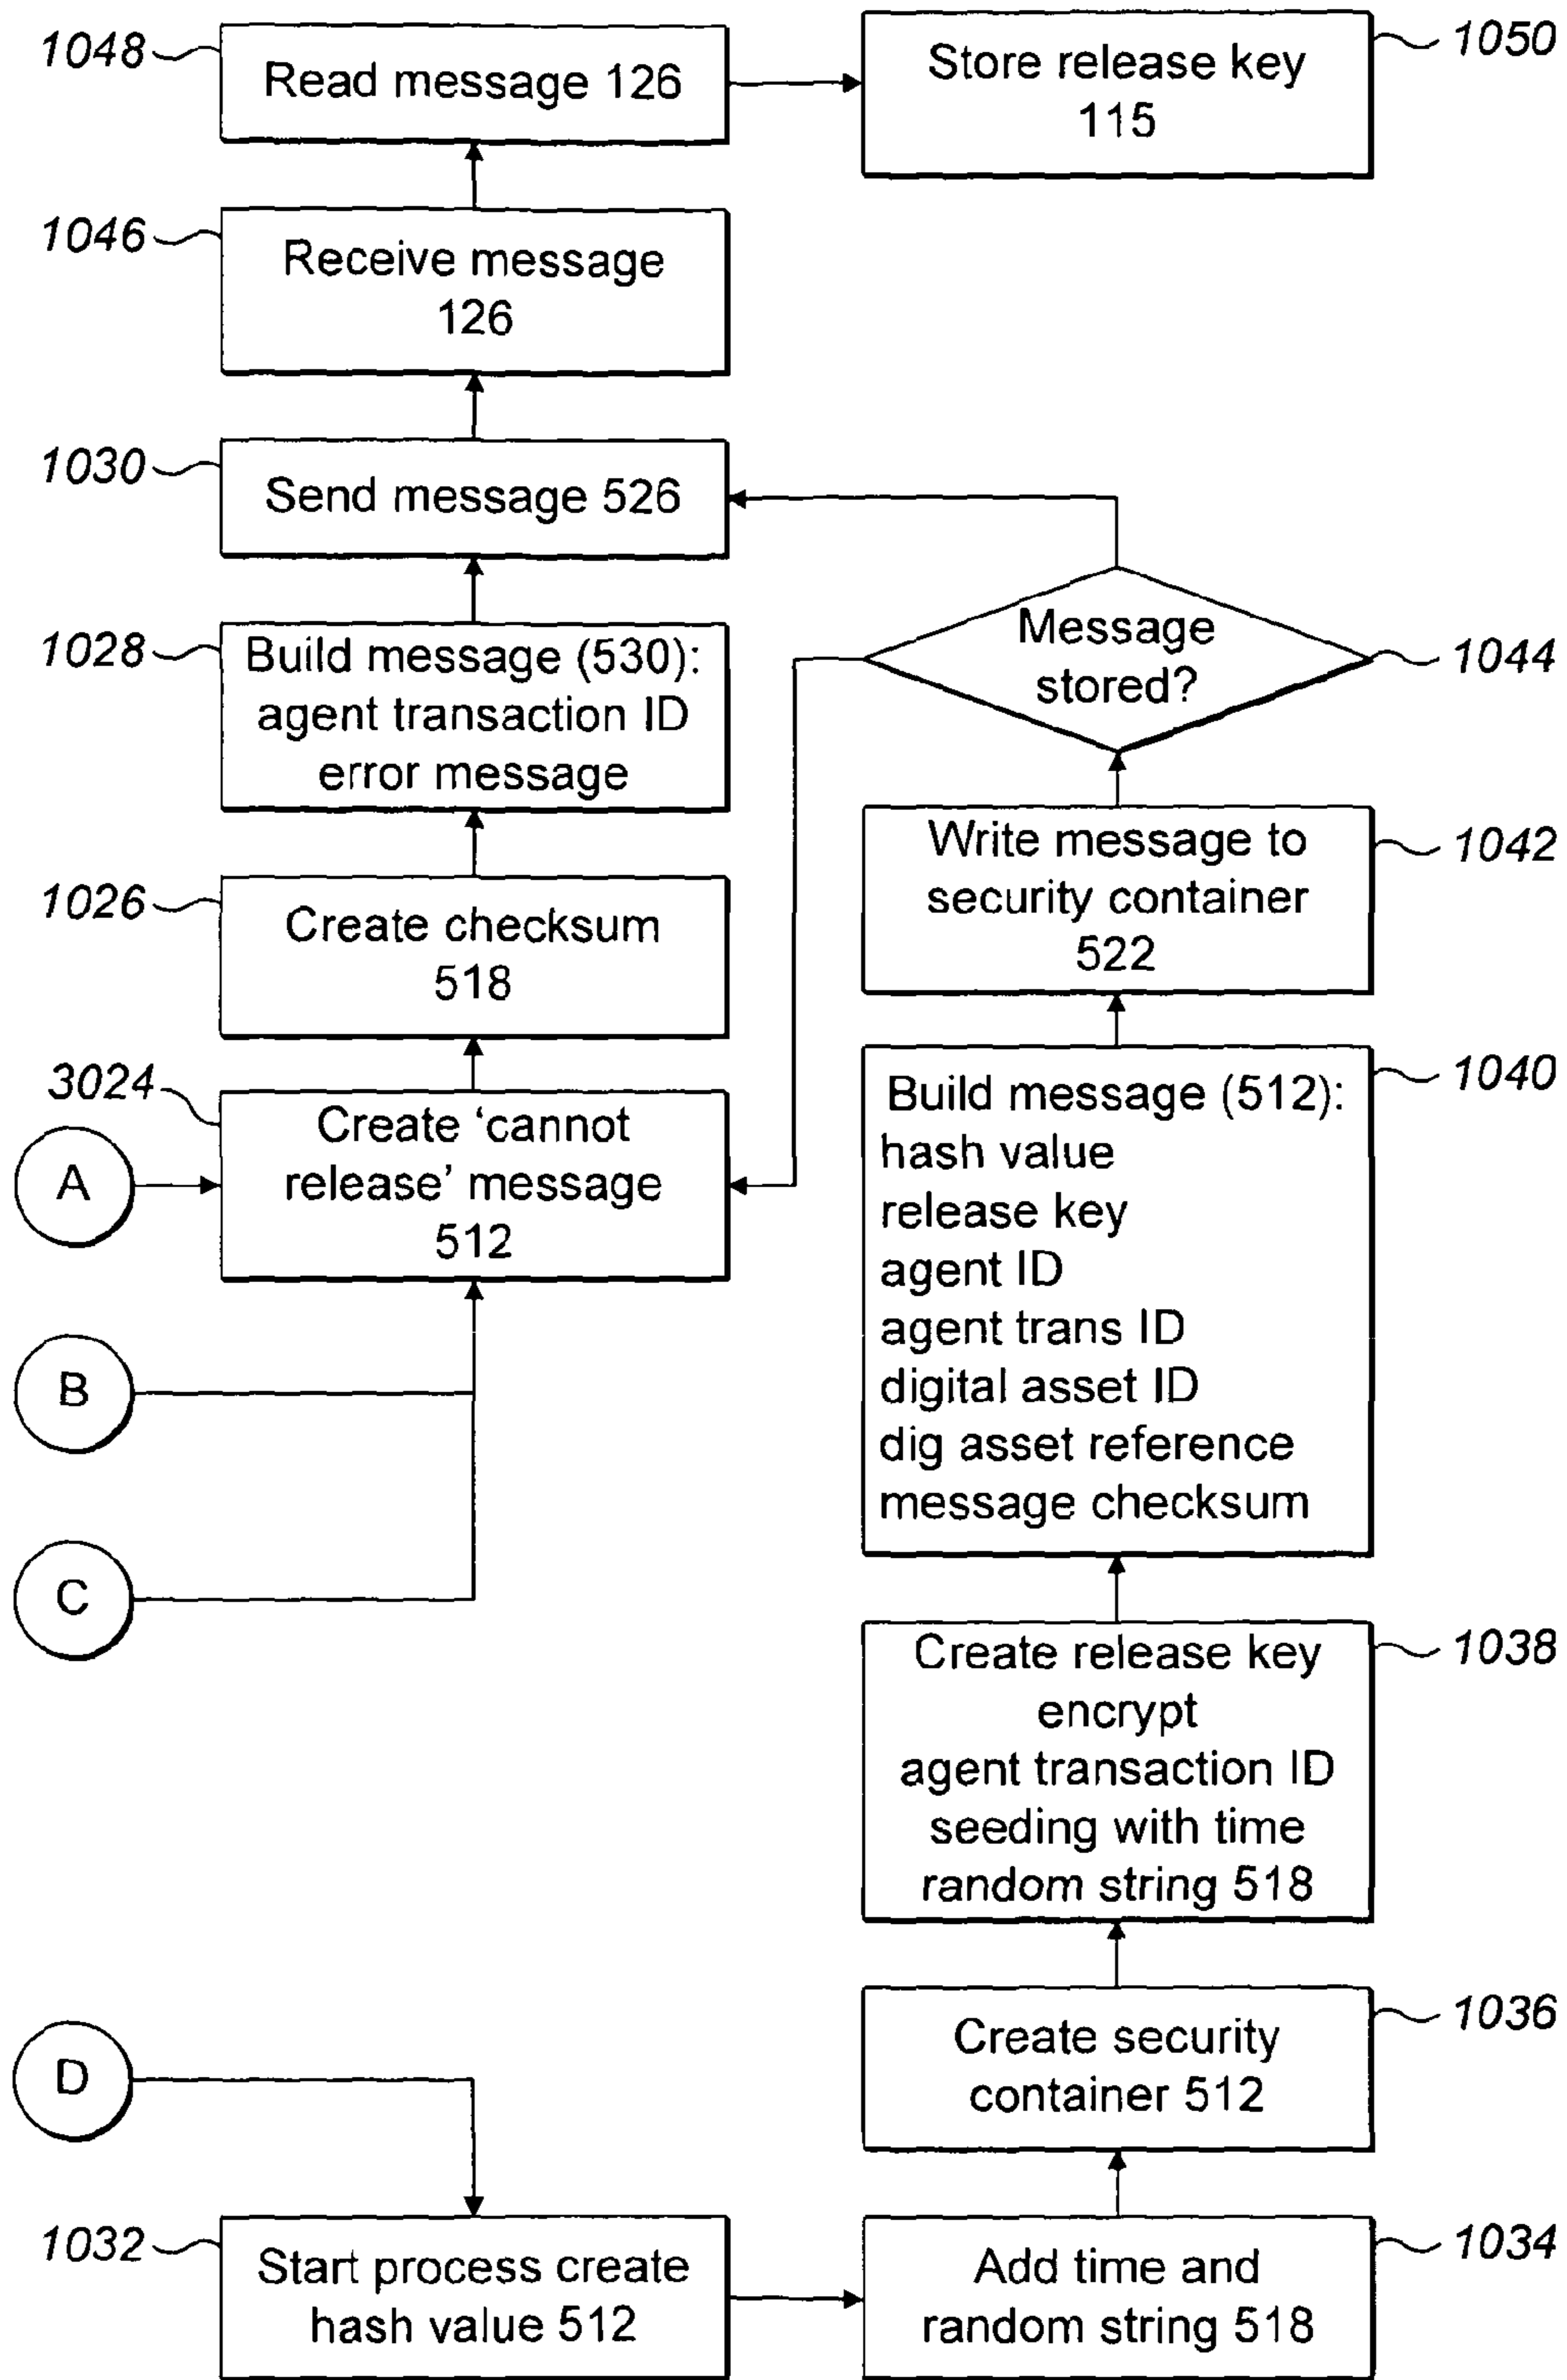 1048
Read message 126
Store release key
115
1050
1046
Receive message
126
1030
Send message 526
1028
Build message (530):
agent transaction ID
error message
Message
stored?
1044
1026
Create checksum
518
Write message to
security container
522
1042
3024
Create ‘cannot
release’ message
512
A
B
C
Build message (512):
hash value
release key
agent ID
agent trans ID
digital asset ID
dig asset reference
message checksum
1040
Create release key
encrypt
agent transaction ID
seeding with time
random string 518
1038
Create security
container 512
1036
D
1032
Start process create
hash value 512
Add time and
random string 518
1034